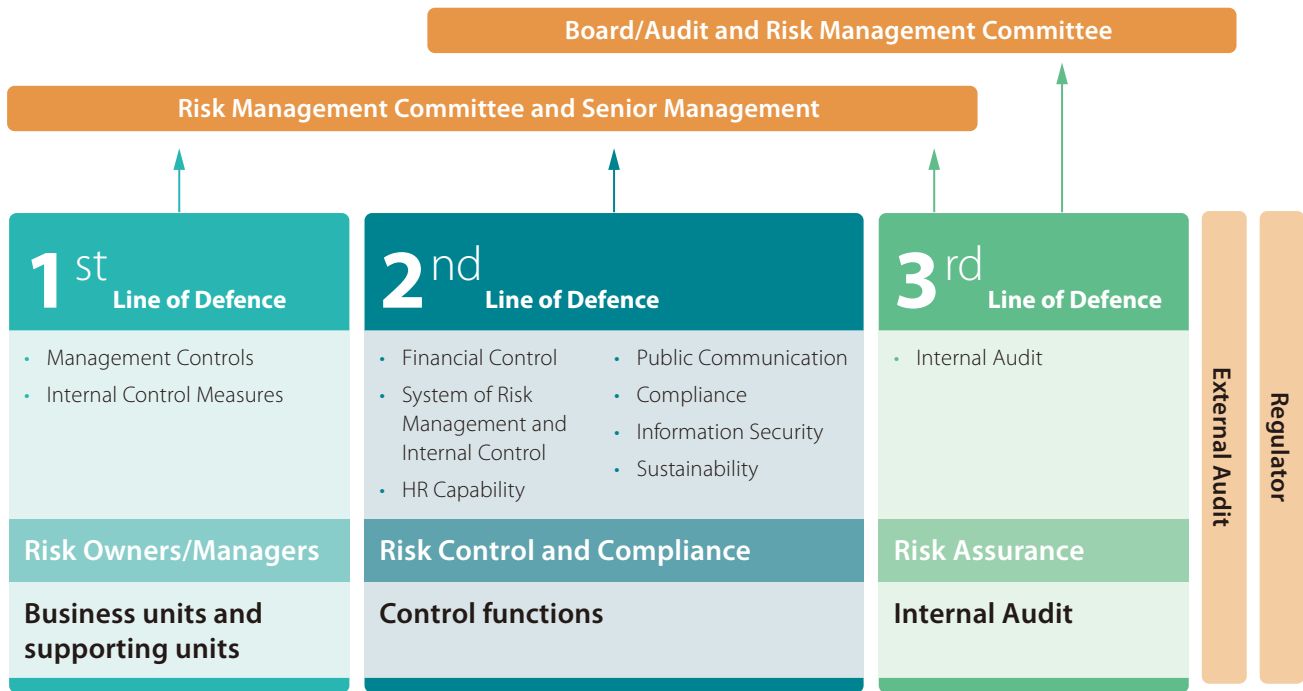 Board/Audit and Risk Management Committee
Risk Management Committee and Senior Management
1st
Line of Defence
• Management Controls
• Internal Control Measures
Risk Owners/Managers
Business units and
supporting units
2nd
Line of Defence
• Financial Control
• System of Risk
Management and
Internal Control
• HR Capability
• Public Communication
• Compliance
• Information Security
• Sustainability
Risk Control and Compliance
Control functions
3rd
Line of Defence
• Internal Audit
Risk Assurance
Internal Audit
External Audit
Regulator